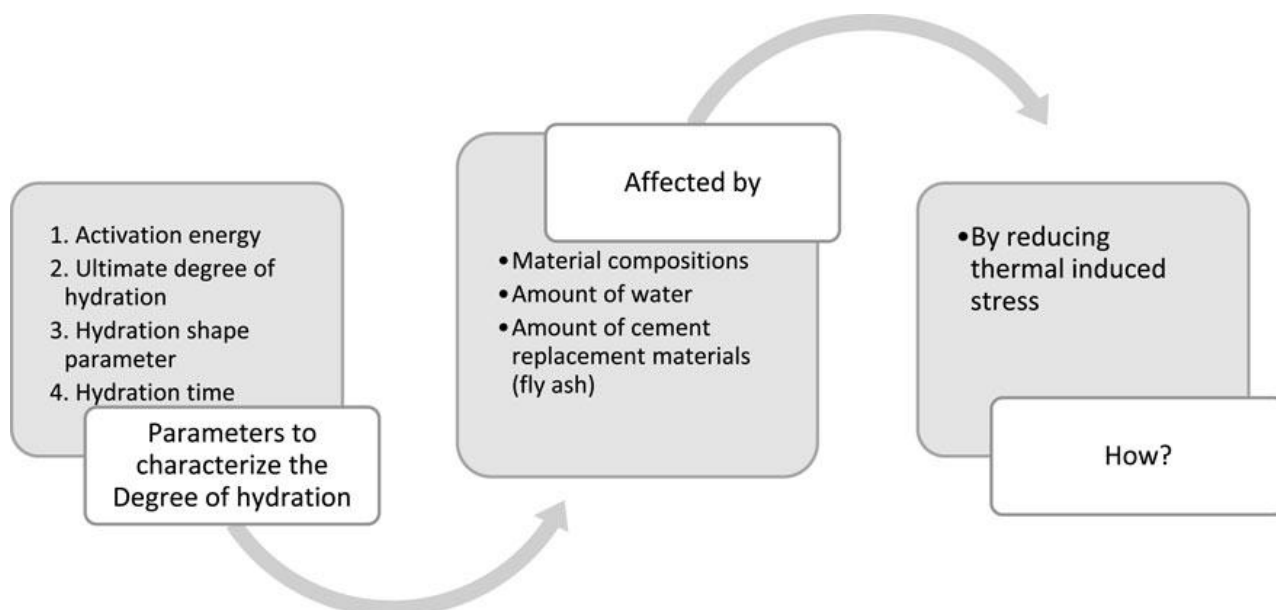 1. Activation energy
2. Ultimate degree of
hydration
3. Hydration shape
parameter
4. Hydration time
Parameters to
characterize the
Degree of hydration
Affected by
•Material compositions
•Amount of water
•Amount of cement
replacement materials
(fly ash)
•By reducing
thermal induced
stress
How?